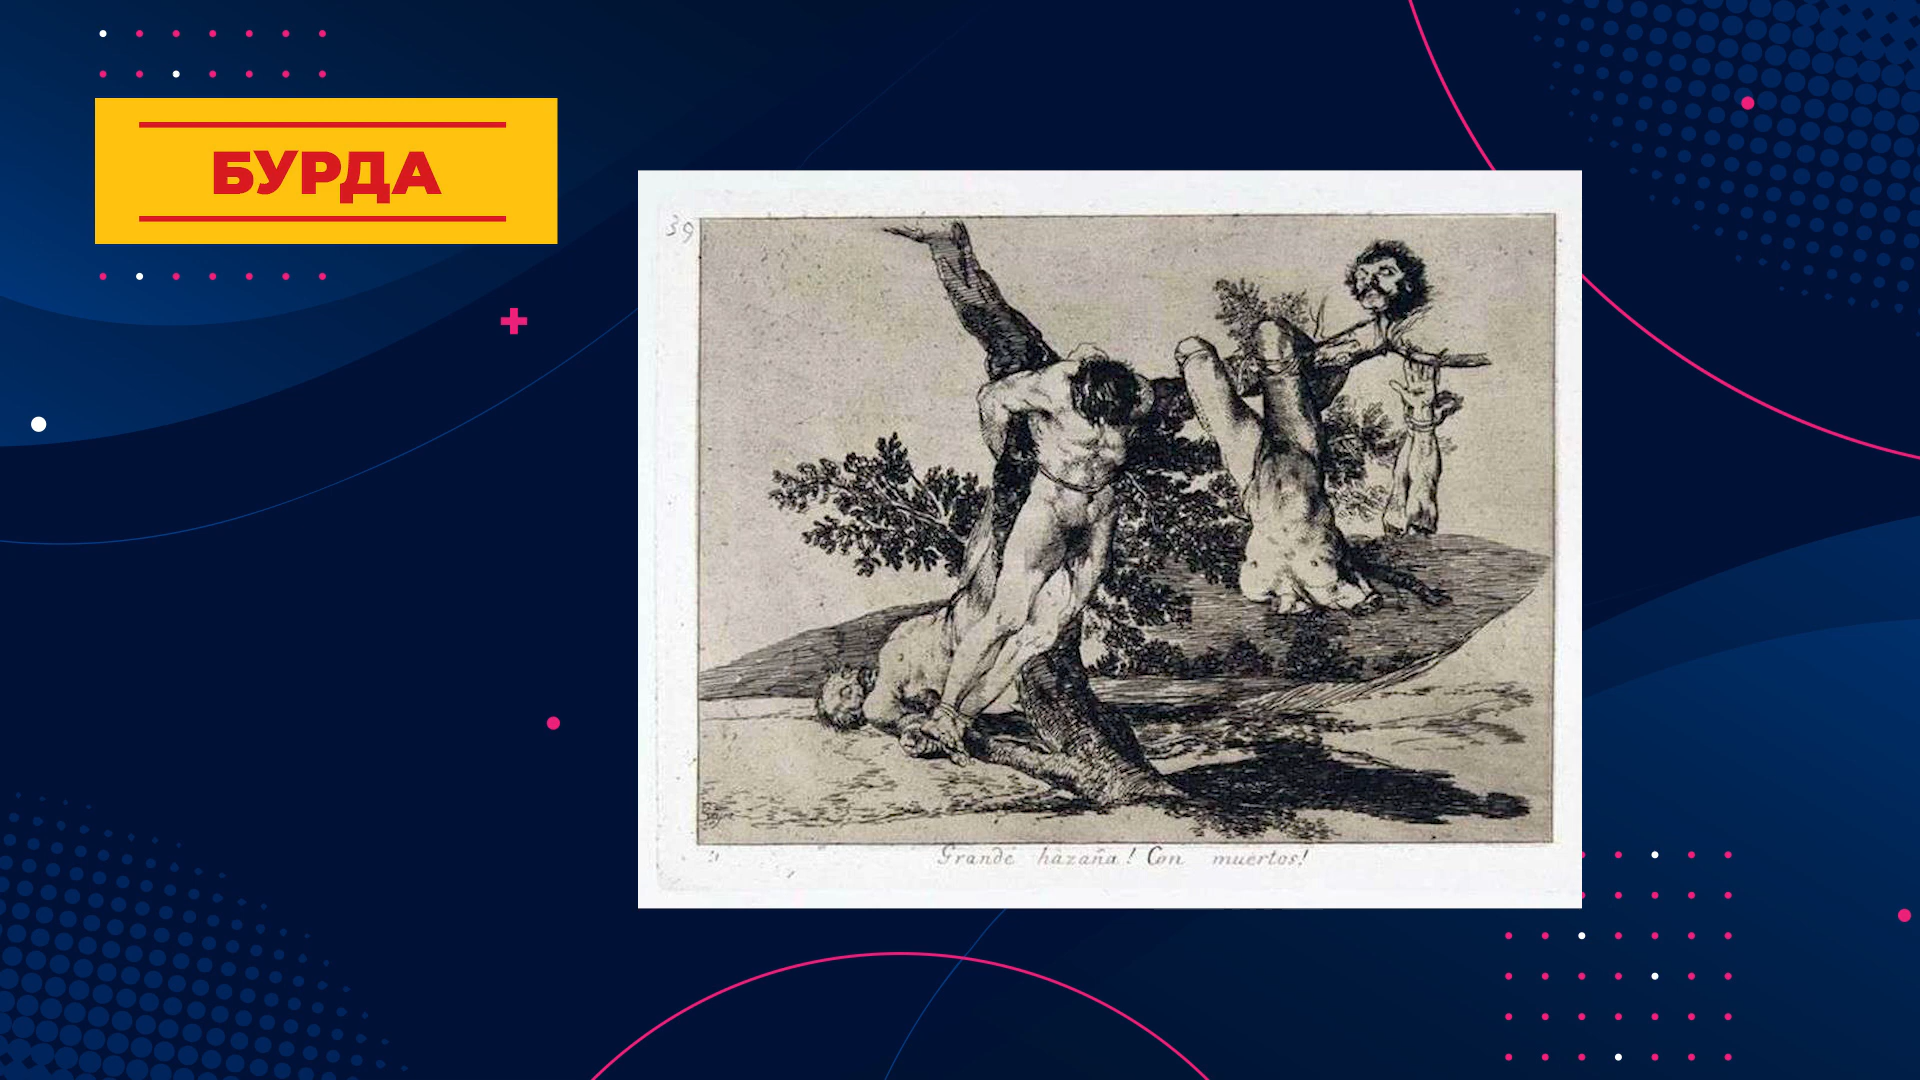 БУРДА
39
Grande hazaña! Con muertos!